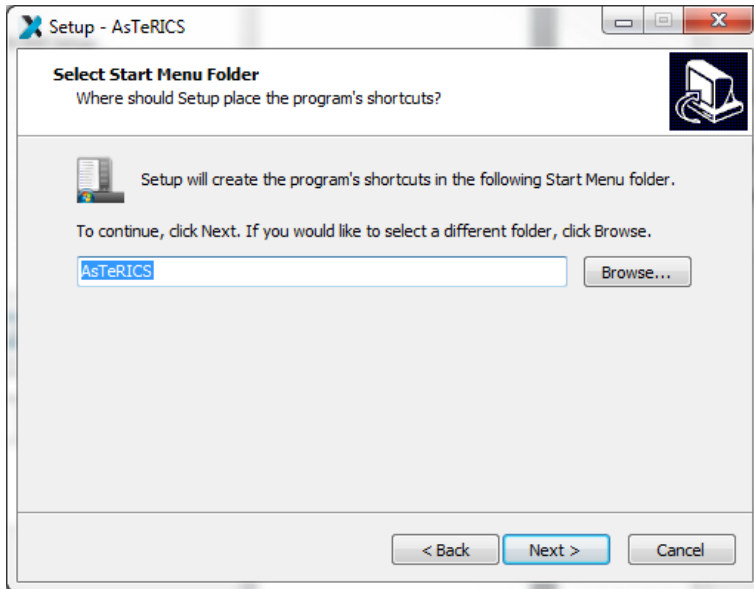 Setup - AsTeRICS
Select Start Menu Folder
Where should Setup place the program's shortcuts?
Setup will create the program's shortcuts in the following Start Menu folder.
To continue, click Next. If you would like to select a different folder, click Browse.
AsTeRICS
Browse...
< Back
Next >
Cancel